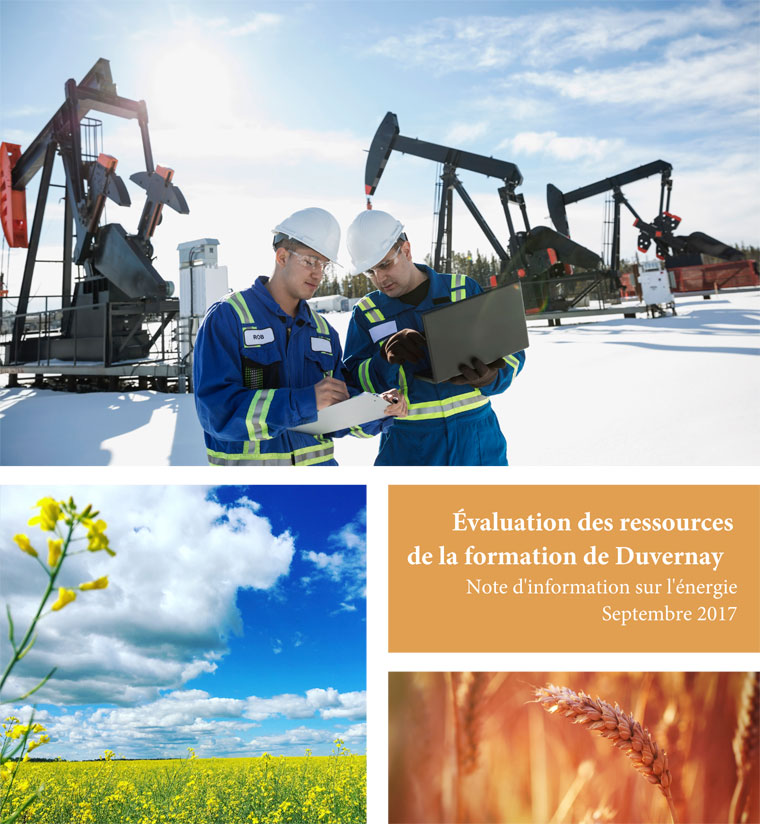 ROB
Évaluation des ressources
de la formation de Duvernay
Note d'information sur l'énergie
Septembre 2017